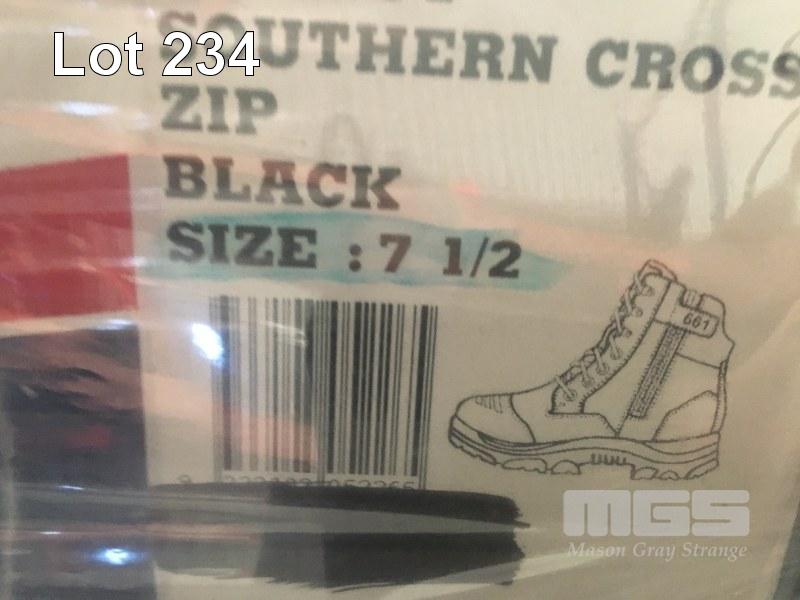 Lot 234
SOUTHERN CROSS
ZIP
BLACK
SIZE : 7 1/2
661
MGS
Mason Gray Strange